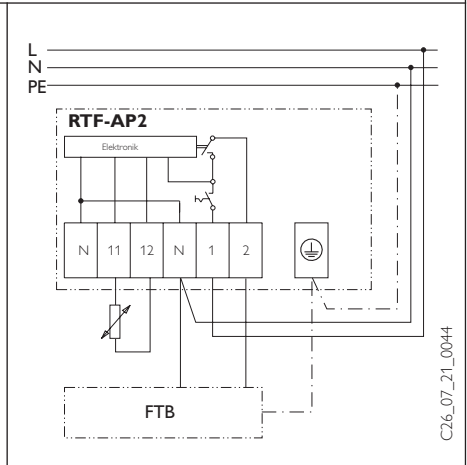 L
N
PE
RTF-AP2
Elektronik
N 11 12 N 1 2
FTB
C26_07_21_0044